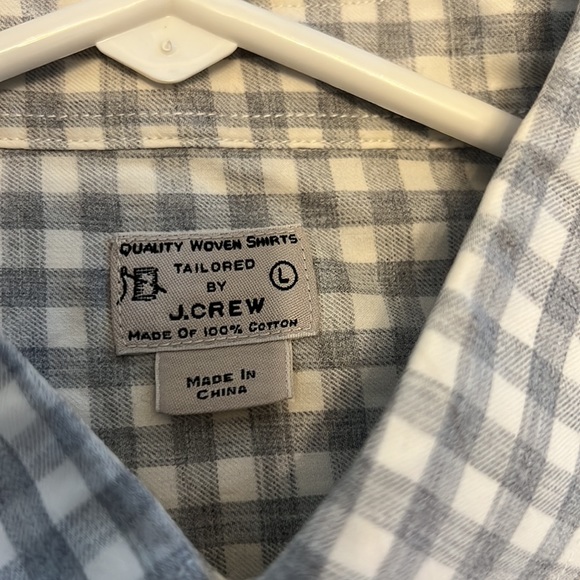 QUALITY WOVEN SHIRTS
TAILORED
BY
L
J.CREW
MADE OF 100% COTTON
MADE IN
CHINA